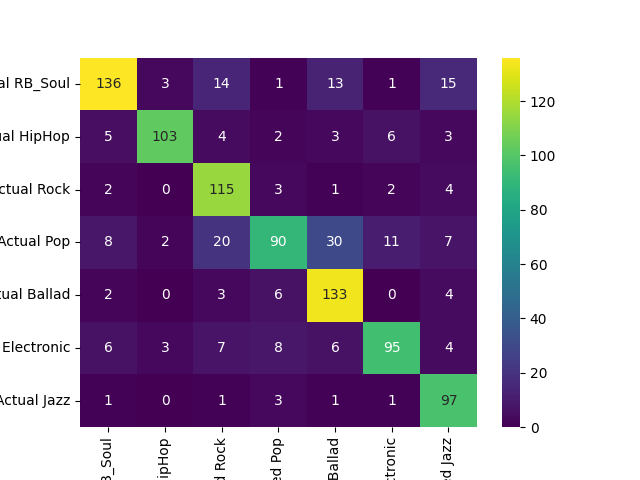 al RB_Soul 136 3 14 1 13 1 15
ual HipHop 5 103 4 2 3 6 3
ctual Rock 2 0 115 3 1 2 4
Actual Pop 8 2 20 90 30 11 7
tual Ballad 2 0 3 6 133 0 4
Electronic 6 3 7 8 6 95 4
Actual Jazz 1 0 1 3 1 1 97
B_Soul
ipHop
d Rock
ed Pop
Ballad
ctronic
d Jazz
120
100
80
60
40
20
0